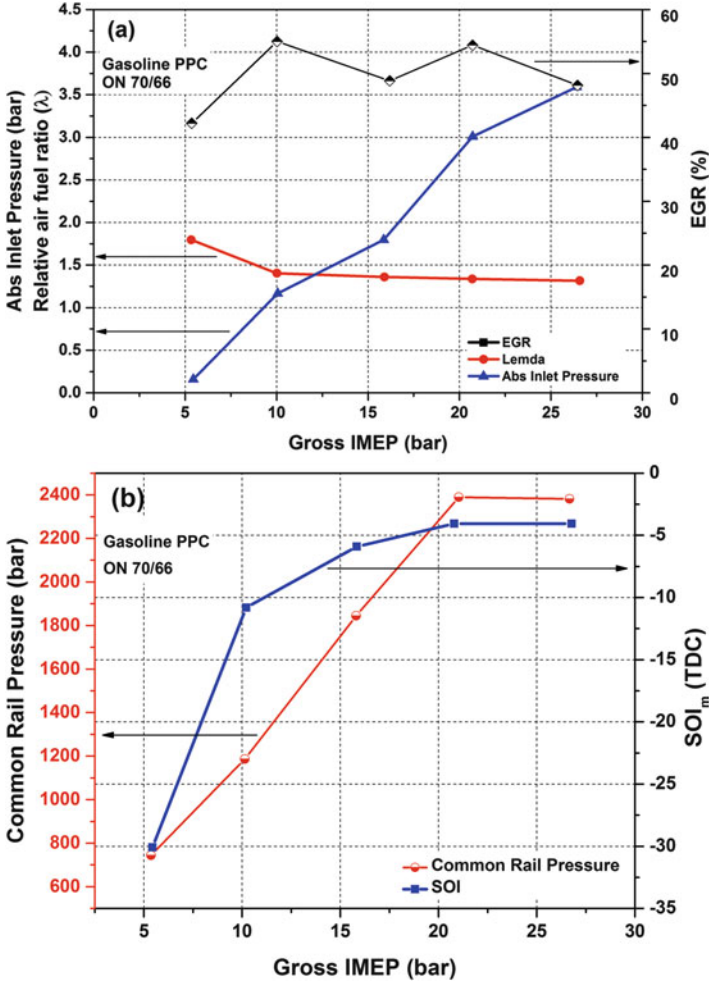 (a)
Gasoline PPC
ON 70/66
Abs Inlet Pressure (bar)
Relative air fuel ratio (λ)
4.5
4.0
3.5
3.0
2.5
2.0
1.5
1.0
0.5
0.0
60
50
40
30
20
10
0
EGR (%)
EGR
Lemda
Abs Inlet Pressure
0
5
10
15
20
25
30
Gross IMEP (bar)
(b)
Gasoline PPC
ON 70/66
Common Rail Pressure (bar)
2400
2200
2000
1800
1600
1400
1200
1000
800
600
0
-5
-10
-15
-20
-25
-30
-35
SOIm (TDC)
Common Rail Pressure
SOI
5
10
15
20
25
30
Gross IMEP (bar)